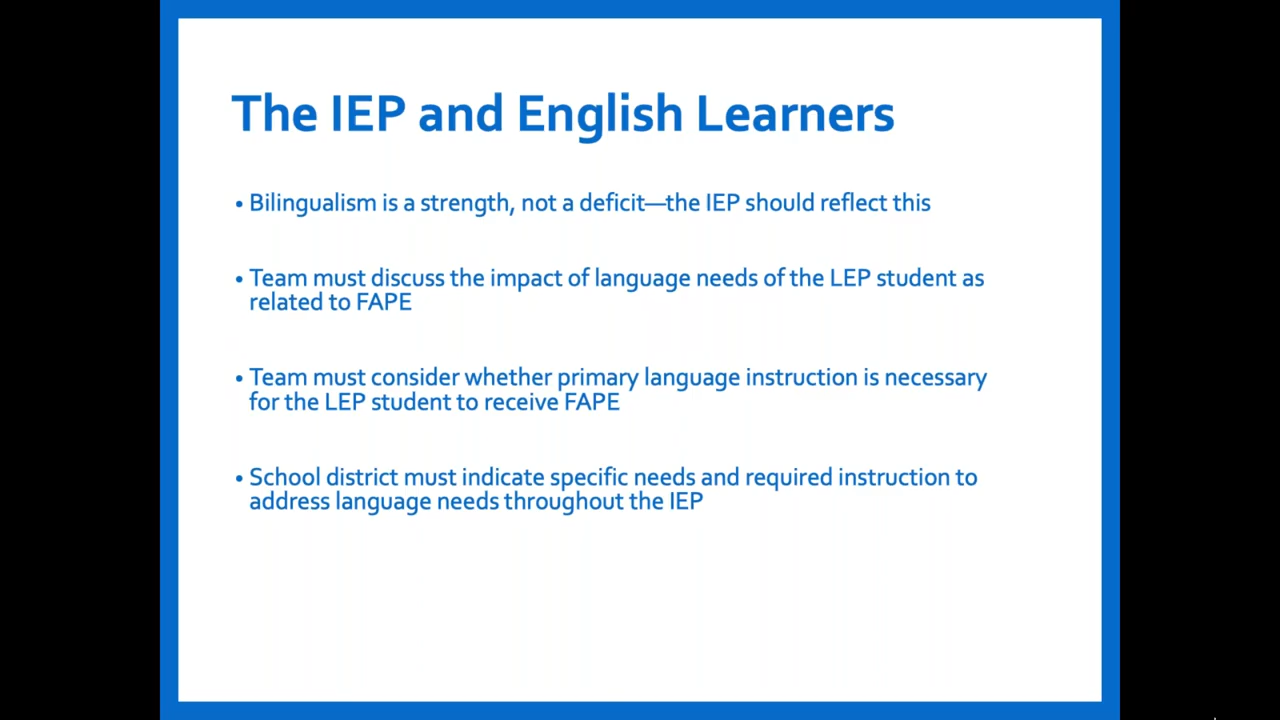 The IEP and English Learners
• Bilingualism is a strength, not a deficit—the IEP should reflect this
• Team must discuss the impact of language needs of the LEP student as
related to FAPE
• Team must consider whether primary language instruction is necessary
for the LEP student to receive FAPE
• School district must indicate specific needs and required instruction to
address language needs throughout the IEP